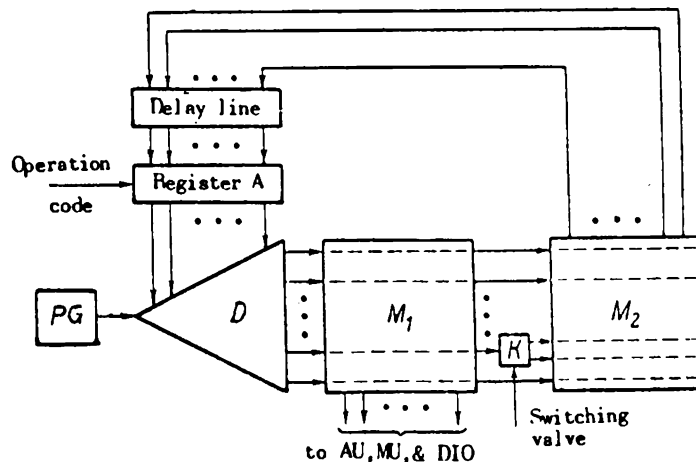 Delay line
Operation
code
Register A
PG
D
M₁
K
M₂
Switching
valve
to AU, MU, & DIO